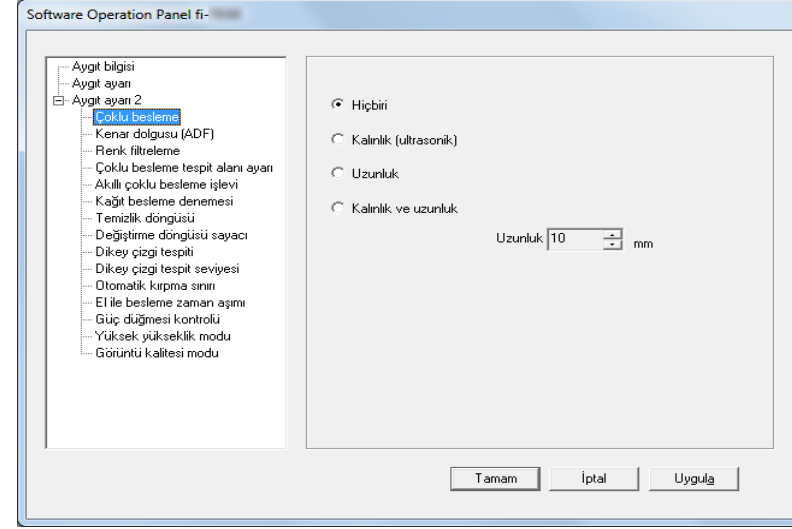 Software Operation Panel fi-
Aygıt bilgisi
Aygıt ayarı
Aygıt ayarı 2
Çoklu besleme
Kenar dolgusu (ADF)
Renk filtreleme
Çoklu besleme tespit alanı ayarı
Akıllı çoklu besleme işlevi
Kağıt besleme denemesi
Temizlik döngüsü
Değiştirme döngüsü sayacı
Dikey çizgi tespiti
Dikey çizgi tespit seviyesi
Otomatik kırpma sınırı
El ile besleme zaman aşımı
Güç düğmesi kontrolü
Yüksek yükseklik modu
Görüntü kalitesi modu
Hiçbiri
Kalınlık (ultrasonik)
Uzunluk
Kalınlık ve uzunluk
Uzunluk 10 mm
Tamam İptal Uygula